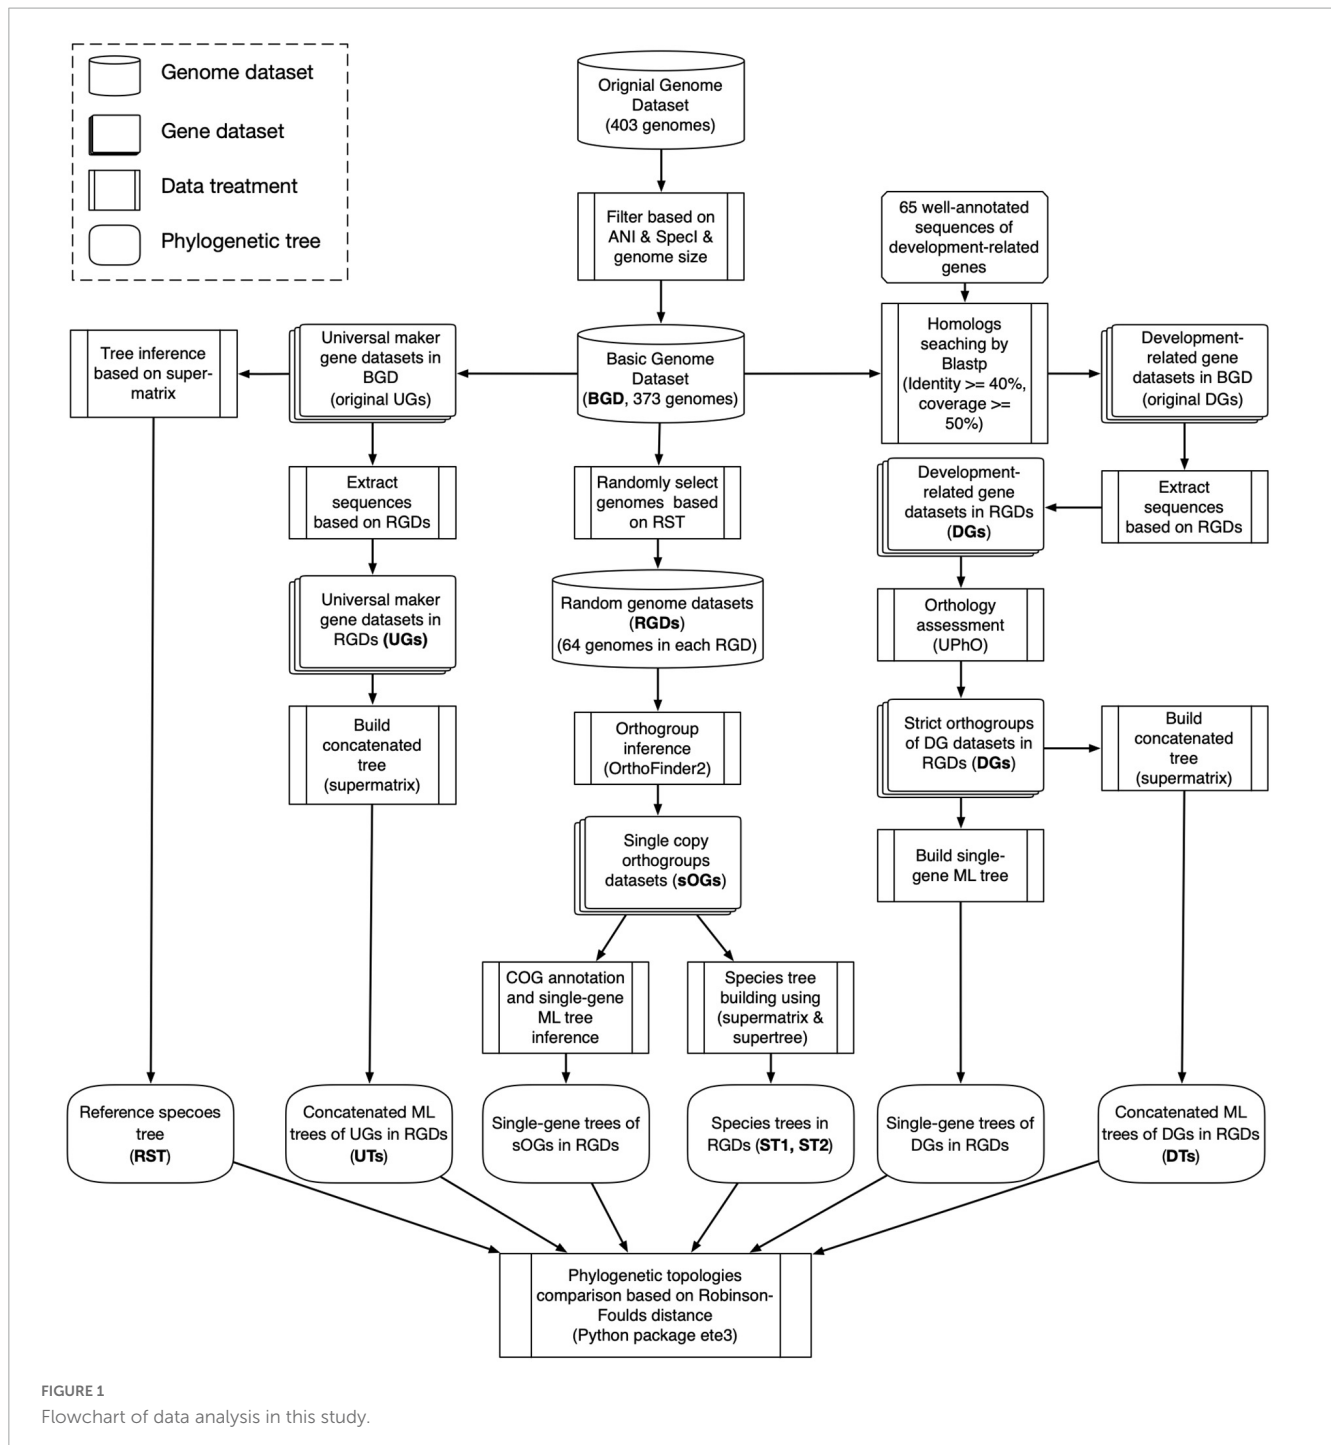 Genome dataset
Gene dataset
Data treatment
Phylogenetic tree
Orignial Genome
Dataset
(403 genomes)
Filter based on
ANI & SpecI &
genome size
65 well-annotated
sequences of
development-related
genes
Tree inference
based on super-
matrix
Universal maker
gene datasets in
BGD
(original UGs)
Basic Genome
Dataset
(BGD, 373 genomes)
Homologs
seaching by
Blastp
(Identity >= 40%,
coverage >=
50%)
Development-
related gene
datasets in BGD
(original DGs)
Extract
sequences
based on RGDs
Randomly select
genomes based
on RST
Development-
related gene
datasets in RGDs
(DGs)
Extract
sequences
based on RGDs
Universal maker
gene datasets in
RGDs (UGs)
Random genome datasets
(RGDs)
(64 genomes in each RGD)
Orthology
assessment
(UPhO)
Build
concatenated
tree
(supermatrix)
Orthogroup
inference
(OrthoFinder2)
Strict orthogroups
of DG datasets in
RGDs (DGs)
Build
concatenated
tree
(supermatrix)
Single copy
orthogroups
datasets (sOGs)
Build single-
gene ML tree
COG annotation
and single-gene
ML tree
inference
Species tree
building using
(supermatrix &
supertree)
Reference specoes
tree
(RST)
Concatenated ML
trees of UGs in RGDs
(UTs)
Single-gene trees of
sOGs in RGDs
Species trees in
RGDs (ST1, ST2)
Single-gene trees of
DGs in RGDs
Concatenated ML
trees of DGs in RGDs
(DTs)
Phylogenetic topologies
comparison based on Robinson-
Foulds distance
(Python package ete3)
FIGURE 1
Flowchart of data analysis in this study.